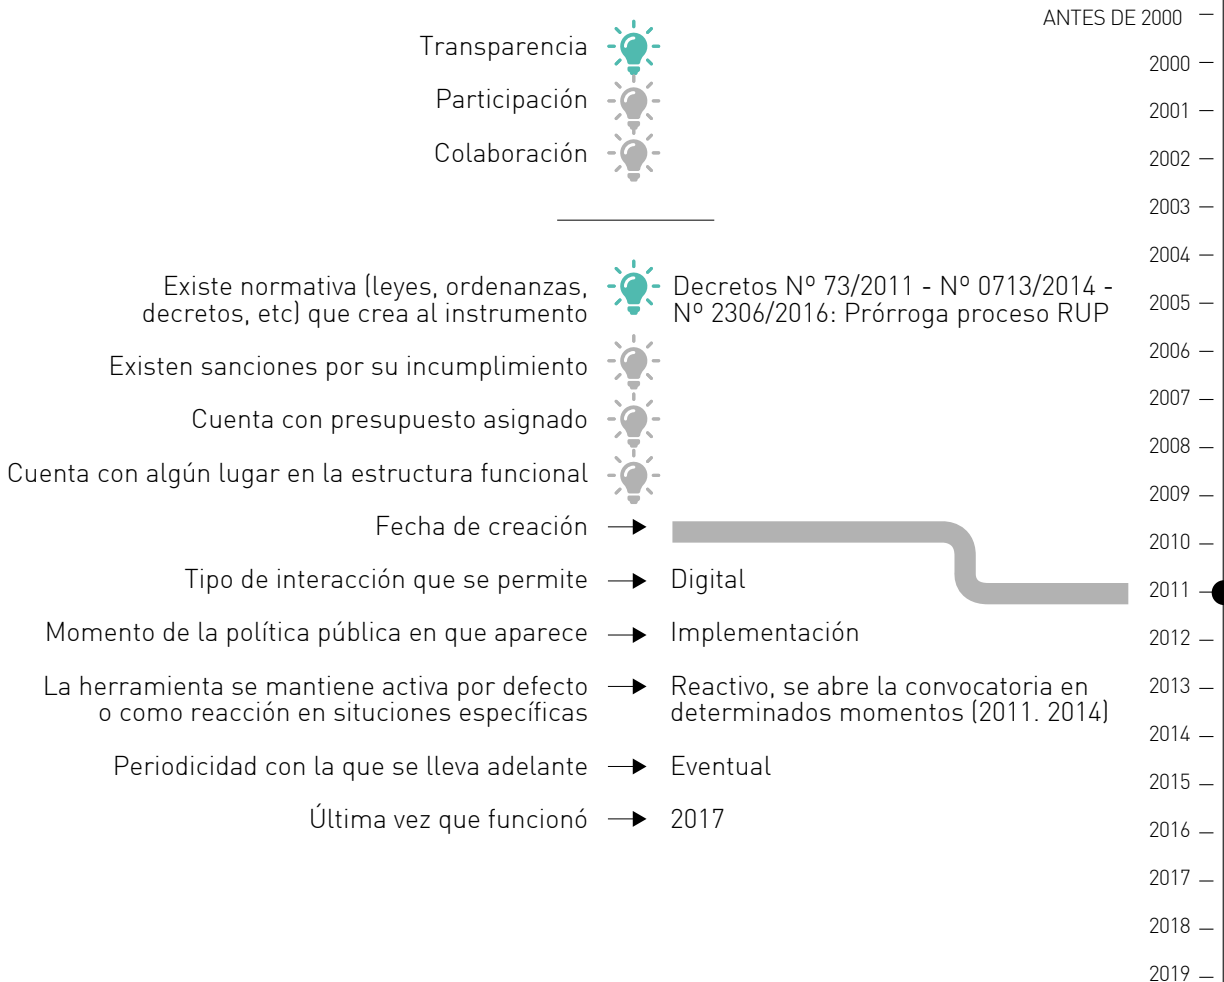 Transparencia
Participación
Colaboración
Existe normativa (leyes, ordenanzas,
decretos, etc) que crea al instrumento
Decretos Nº 73/2011 - Nº 0713/2014 -
Nº 2306/2016: Prórroga proceso RUP
Existen sanciones por su incumplimiento
Cuenta con presupuesto asignado
Cuenta con algún lugar en la estructura funcional
Fecha de creación
Tipo de interacción que se permite
Digital
Momento de la política pública en que aparece
Implementación
La herramienta se mantiene activa por defecto
o como reacción en situciones específicas
Reactivo, se abre la convocatoria en
determinados momentos (2011. 2014)
Periodicidad con la que se lleva adelante
Eventual
Última vez que funcionó
2017
ANTES DE 2000
2000
2001
2002
2003
2004
2005
2006
2007
2008
2009
2010
2011
2012
2013
2014
2015
2016
2017
2018
2019